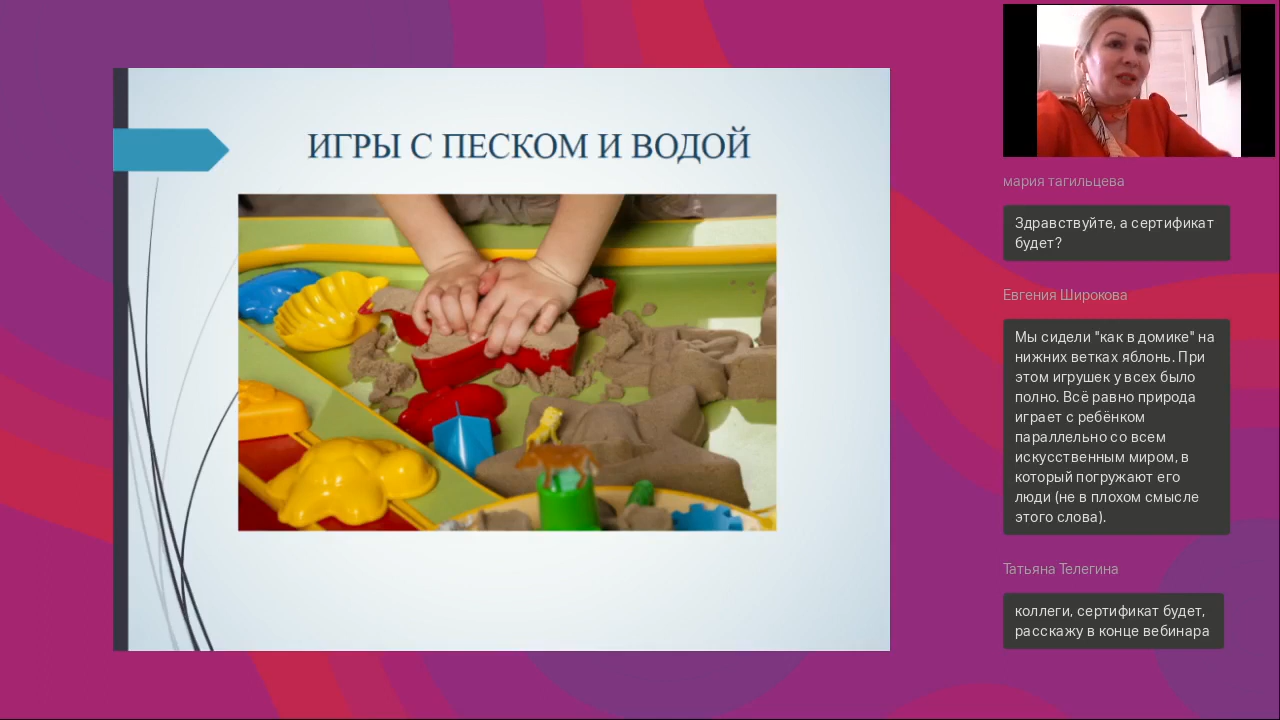 ИГРЫ С ПЕСКОМ И ВОДОЙ
мария тагильцева
Здравствуйте, а сертификат
будет?
Евгения Широкова
Мы сидели "как в домике" на
нижних ветках яблонь. При
этом игрушек у всех было
полно. Всё равно природа
играет с ребёнком
параллельно со всем
искусственным миром, в
который погружают его
люди (не в плохом смысле
этого слова).
Татьяна Телегина
коллеги, сертификат будет,
расскажу в конце вебинара